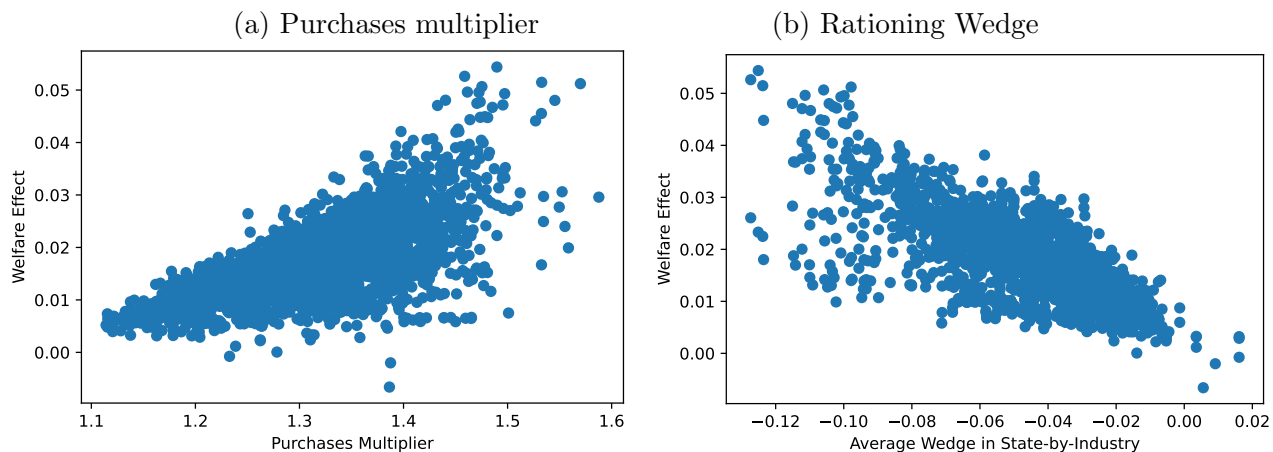 (a) Purchases multiplier
0.05
0.04
0.03
0.02
0.01
0.00
Welfare Effect
1.1 1.2 1.3 1.4 1.5 1.6
Purchases Multiplier
(b) Rationing Wedge
0.05
0.04
0.03
0.02
0.01
0.00
Welfare Effect
−0.12 −0.10 −0.08 −0.06 −0.04 −0.02 0.00 0.02
Average Wedge in State-by-Industry